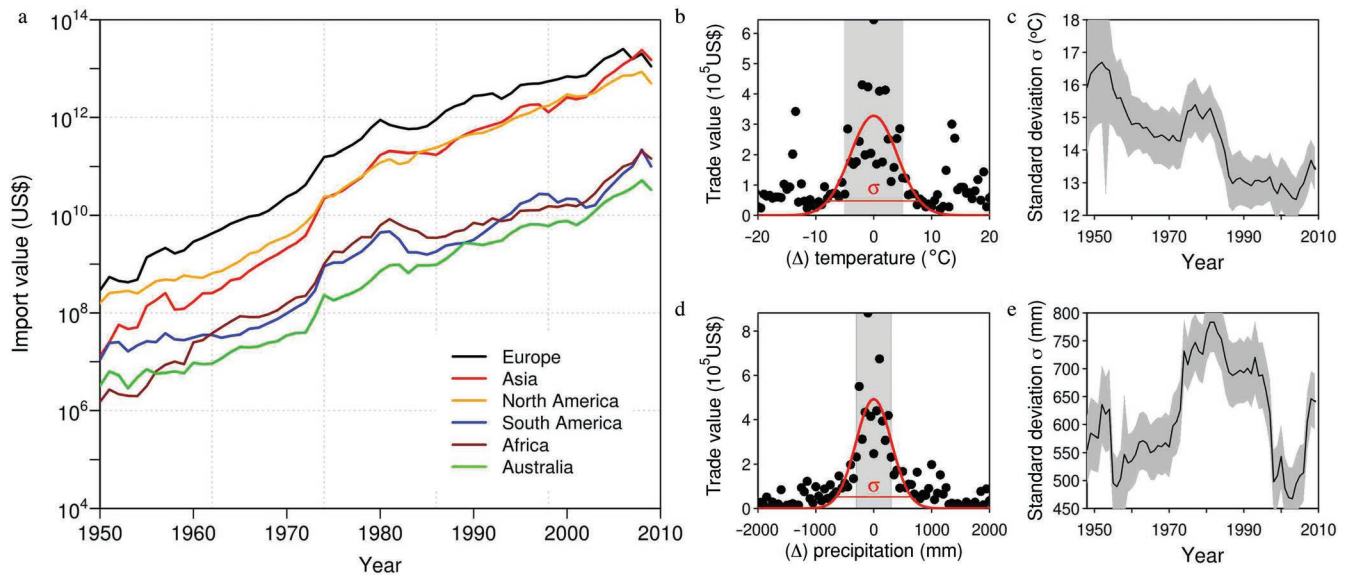 a
Import value (US$)
10^14
10^12
10^10
10^8
10^6
10^4
1950 1960 1970 1980 1990 2000 2010
Year
Europe
Asia
North America
South America
Africa
Australia
b
Trade value (10^5US$)
6
5
4
3
2
1
0
σ
-20 -10 0 10 20
(Δ) temperature (°C)
c
Standard deviation σ (°C)
18
17
16
15
14
13
12
1950 1970 1990 2010
Year
d
Trade value (10^5US$)
8
6
4
2
0
σ
-2000 -1000 0 1000 2000
(Δ) precipitation (mm)
e
Standard deviation σ (mm)
800
750
700
650
600
550
500
450
1950 1970 1990 2010
Year